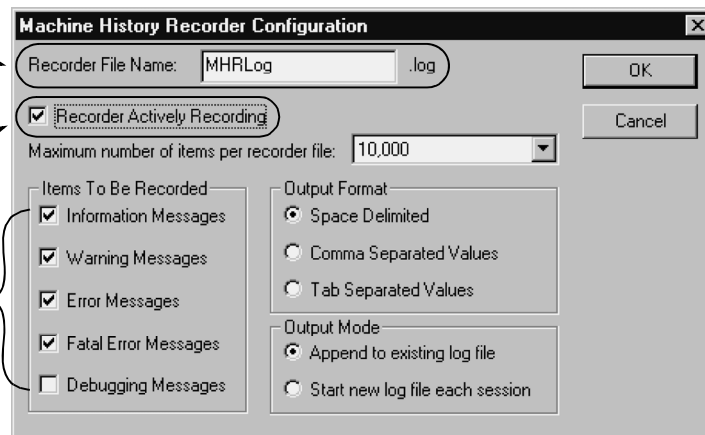 Machine History Recorder Configuration
Recorder File Name: MHRLog .log
OK
Recorder Actively Recording
Cancel
Maximum number of items per recorder file: 10,000
Items To Be Recorded
Information Messages
Warning Messages
Error Messages
Fatal Error Messages
Debugging Messages
Output Format
Space Delimited
Comma Separated Values
Tab Separated Values
Output Mode
Append to existing log file
Start new log file each session